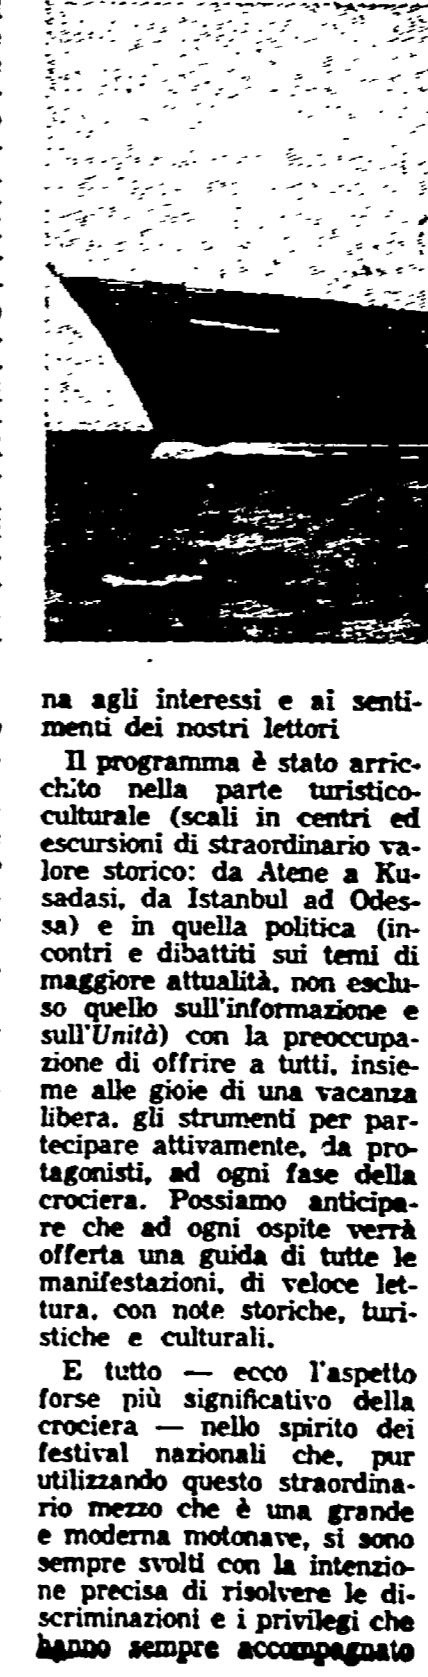 na agli interessi e ai senti-
menti dei nostri lettori
Il programma è stato arric-
chito nella parte turistico-
culturale (scali in centri ed
escursioni di straordinario va-
lore storico: da Atene a Ku-
sadasi, da Istanbul ad Odes-
sa) e in quella politica (in-
contri e dibattiti sui temi di
maggiore attualità, non esclu-
so quello sull'informazione e
sull'Unità) con la preoccupa-
zione di offrire a tutti, insie-
me alle gioie di una vacanza
libera, gli strumenti per par-
tecipare attivamente, da pro-
tagonisti, ad ogni fase della
crociera. Possiamo anticipa-
re che ad ogni ospite verrà
offerta una guida di tutte le
manifestazioni, di veloce let-
tura, con note storiche, turi-
stiche e culturali.
E tutto — ecco l'aspetto
forse più significativo della
crociera — nello spirito dei
festival nazionali che, pur
utilizzando questo straordina-
rio mezzo che è una grande
e moderna motonave, si sono
sempre svolti con la intenzio-
ne precisa di risolvere le di-
scriminazioni e i privilegi che
hanno sempre accompagnato